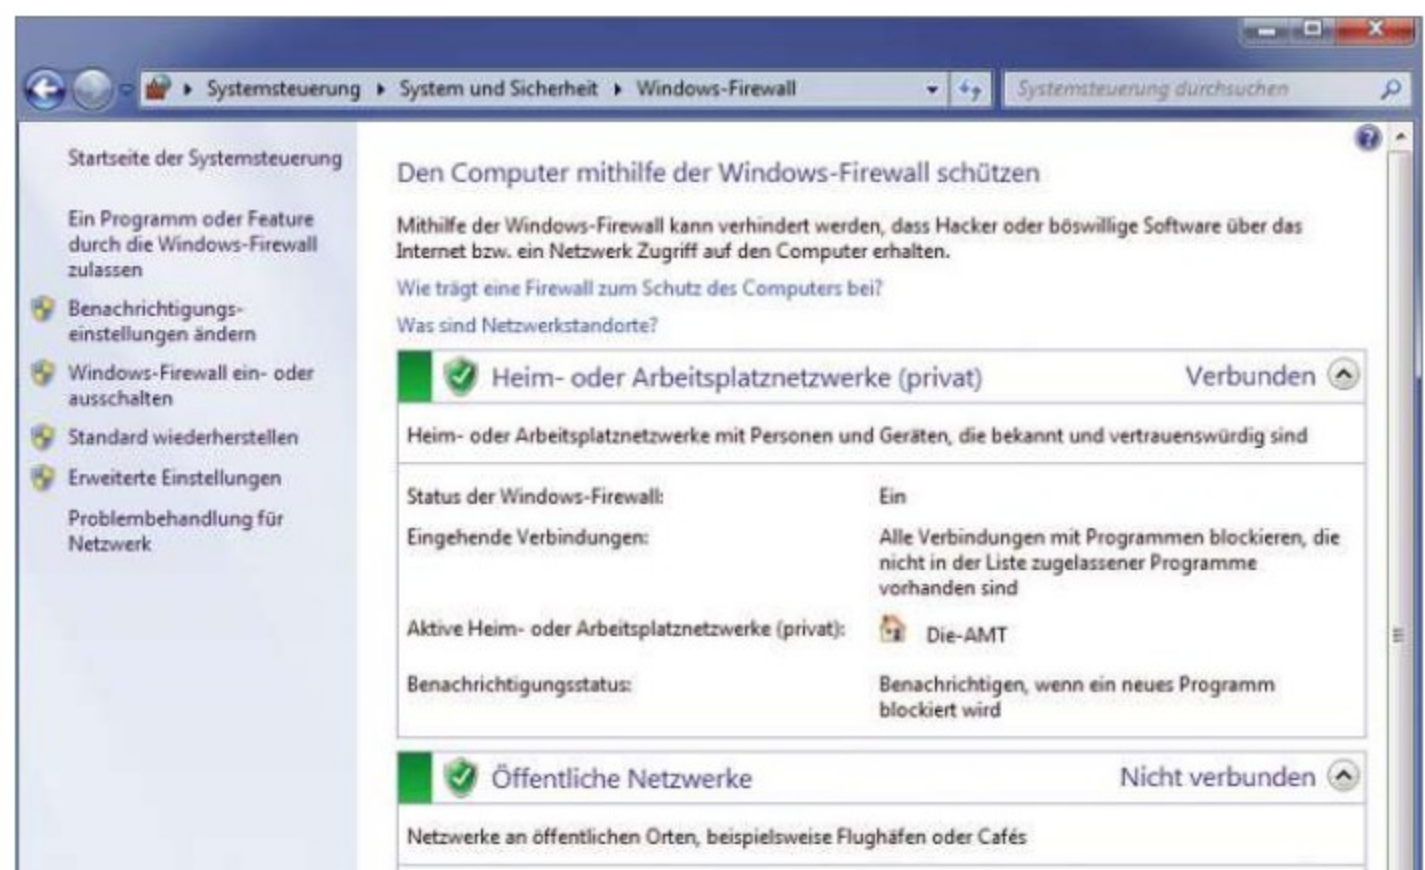 Systemsteuerung ▸ System und Sicherheit ▸ Windows-Firewall
Systemsteuerung durchsuchen
Startseite der Systemsteuerung
Ein Programm oder Feature
durch die Windows-Firewall
zulassen
Benachrichtigungs-
einstellungen ändern
Windows-Firewall ein- oder
ausschalten
Standard wiederherstellen
Erweiterte Einstellungen
Problembehandlung für
Netzwerk
Den Computer mithilfe der Windows-Firewall schützen
Mithilfe der Windows-Firewall kann verhindert werden, dass Hacker oder böswillige Software über das
Internet bzw. ein Netzwerk Zugriff auf den Computer erhalten.
Wie trägt eine Firewall zum Schutz des Computers bei?
Was sind Netzwerkstandorte?
Heim- oder Arbeitsplatznetzwerke (privat) Verbunden
Heim- oder Arbeitsplatznetzwerke mit Personen und Geräten, die bekannt und vertrauenswürdig sind
Status der Windows-Firewall: Ein
Eingehende Verbindungen: Alle Verbindungen mit Programmen blockieren, die
nicht in der Liste zugelassener Programme
vorhanden sind
Aktive Heim- oder Arbeitsplatznetzwerke (privat): Die-AMT
Benachrichtigungsstatus: Benachrichtigen, wenn ein neues Programm
blockiert wird
Öffentliche Netzwerke Nicht verbunden
Netzwerke an öffentlichen Orten, beispielsweise Flughäfen oder Cafés